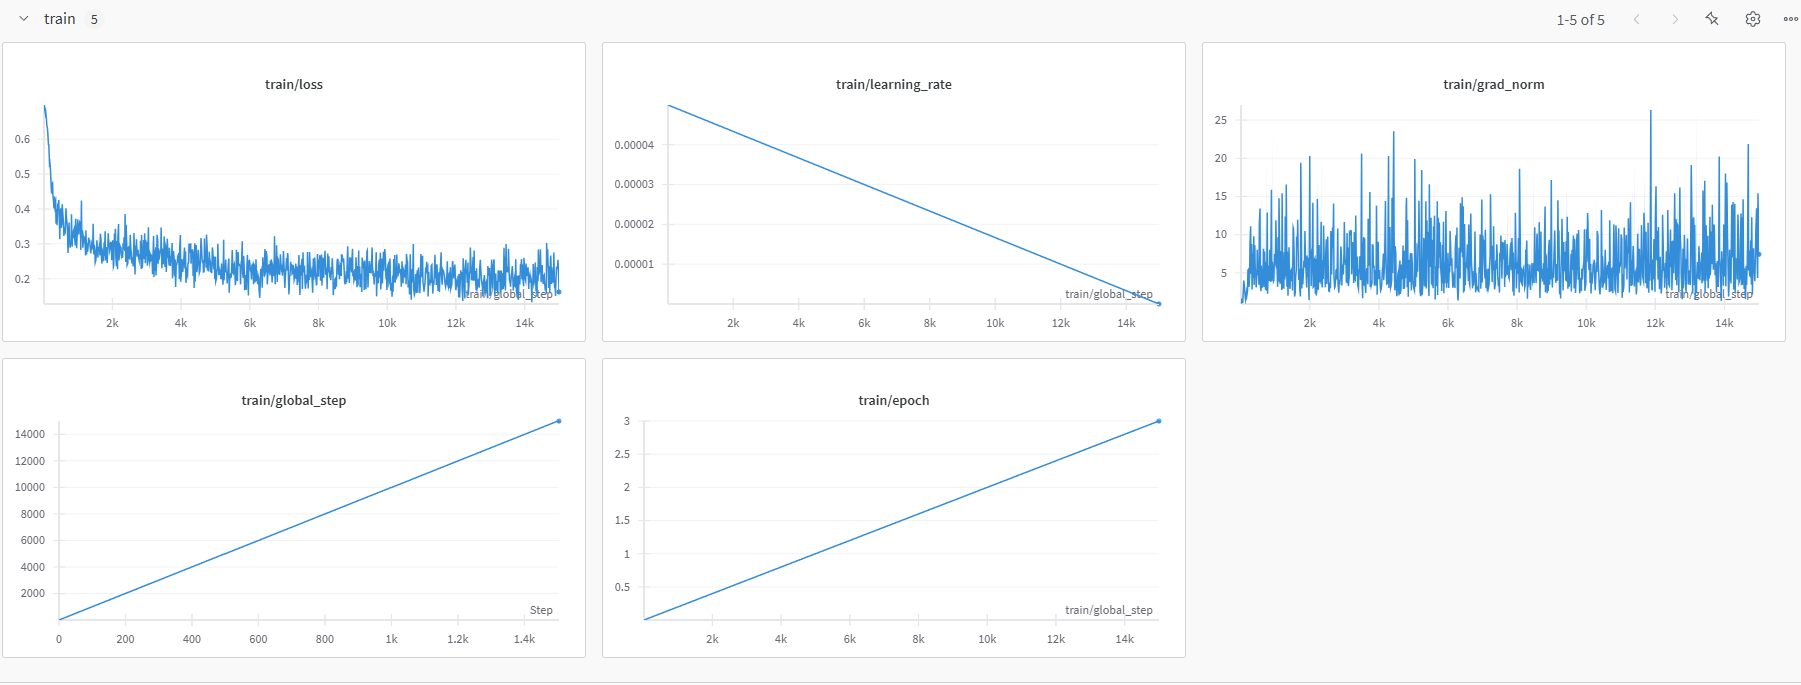 train 5
1-5 of 5
train/loss
0.6
0.5
0.4
0.3
0.2
train/global_step
2k 4k 6k 8k 10k 12k 14k
train/learning_rate
0.00004
0.00003
0.00002
0.00001
train/global_step
2k 4k 6k 8k 10k 12k 14k
train/grad_norm
25
20
15
10
5
train/global_step
2k 4k 6k 8k 10k 12k 14k
train/global_step
14000
12000
10000
8000
6000
4000
2000
Step
0 200 400 600 800 1k 1.2k 1.4k
train/epoch
3
2.5
2
1.5
1
0.5
train/global_step
2k 4k 6k 8k 10k 12k 14k